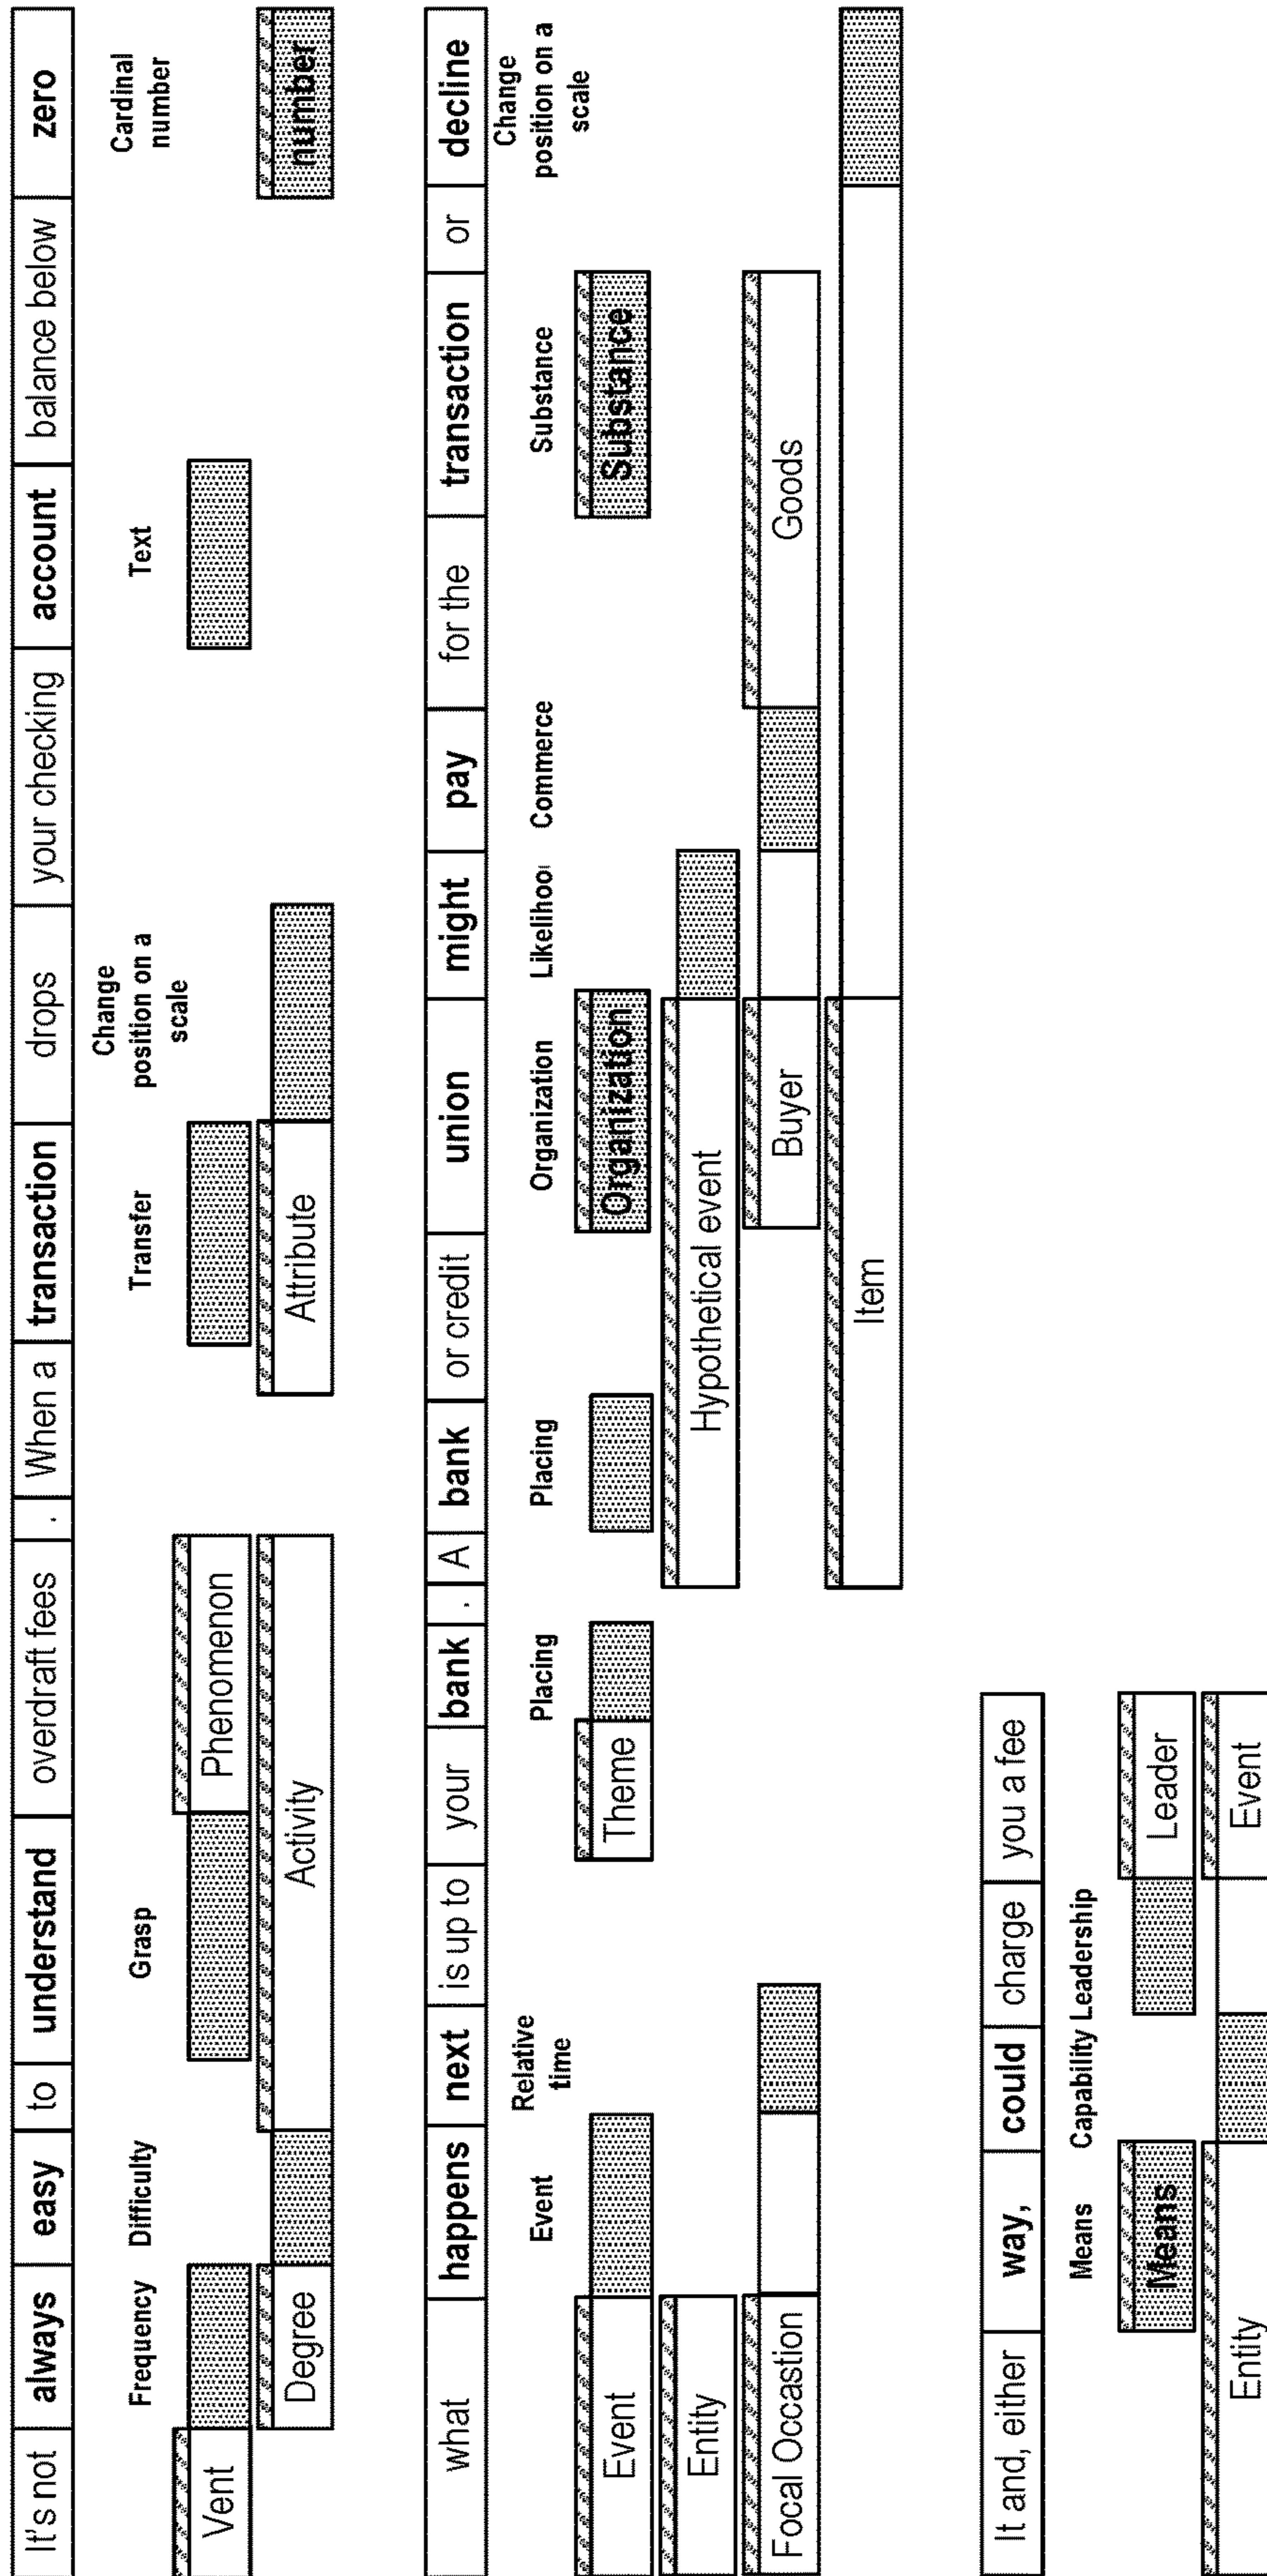 It's not always easy to understand overdraft fees . When a transaction drops your checking account balance below zero
Frequency Difficulty Grasp Transfer Change position on a scale Text Cardinal number
Vent Phenomenon
Degree Activity Attribute number
what happens next is up to your bank . A bank or credit union might pay for the transaction or decline
Event Relative time Placing Placing Organization Likelihoo Commerce Substance Change position on a scale
Event Theme Organization Substance
Entity Hypothetical event
Focal Occastion Buyer Goods
Item
It and, either way, could charge you a fee
Means Capability Leadership
Means Leader
Entity Event